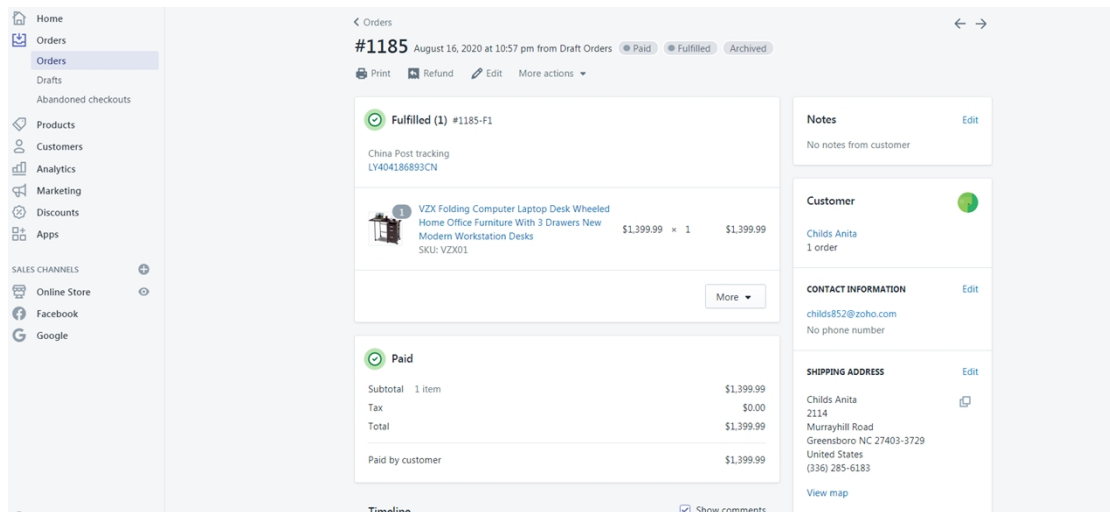 Home
Orders
Orders
Drafts
Abandoned checkouts
Products
Customers
Analytics
Marketing
Discounts
Apps
SALES CHANNELS
Online Store
Facebook
Google
Orders
#1185 August 16, 2020 at 10:57 pm from Draft Orders Paid Fulfilled Archived
Print Refund Edit More actions
Fulfilled (1) #1185-F1
China Post tracking
LY404186893CN
1
VZX Folding Computer Laptop Desk Wheeled
Home Office Furniture With 3 Drawers New
Modern Workstation Desks
SKU: VZX01
$1,399.99 × 1 $1,399.99
More
Paid
Subtotal 1 item $1,399.99
Tax $0.00
Total $1,399.99
Paid by customer $1,399.99
Timeline Show comments
Notes Edit
No notes from customer
Customer
Childs Anita
1 order
CONTACT INFORMATION Edit
childs852@zoho.com
No phone number
SHIPPING ADDRESS Edit
Childs Anita
2114
Murrayhill Road
Greensboro NC 27403-3729
United States
(336) 285-6183
View map